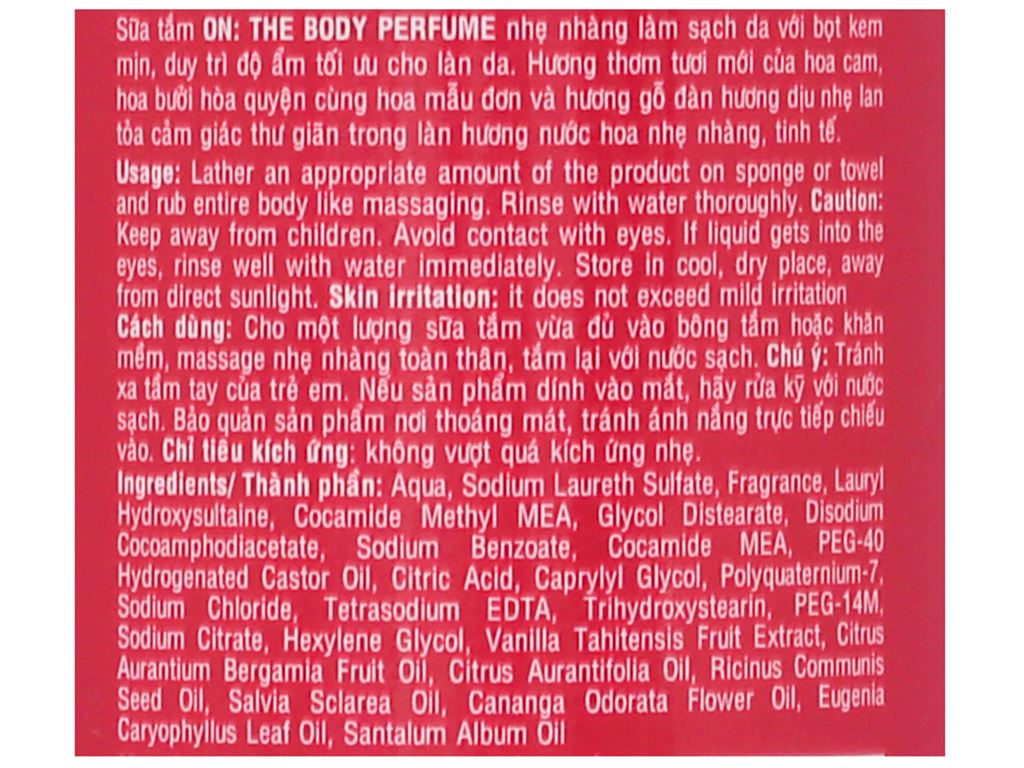 Sữa tắm ON: THE BODY PERFUME nhẹ nhàng làm sạch da với bọt kem
mịn, duy trì độ ẩm tối ưu cho làn da. Hương thơm tươi mới của hoa cam,
hoa bưởi hòa quyện cùng hoa mẫu đơn và hương gỗ đàn hương dịu nhẹ lan
tỏa cảm giác thư giãn trong làn hương nước hoa nhẹ nhàng, tinh tế.
Usage: Lather an appropriate amount of the product on sponge or towel
and rub entire body like massaging. Rinse with water thoroughly. Caution:
Keep away from children. Avoid contact with eyes. If liquid gets into the
eyes, rinse well with water immediately. Store in cool, dry place, away
from direct sunlight. Skin irritation: it does not exceed mild irritation
Cách dùng: Cho một lượng sữa tắm vừa đủ vào bông tắm hoặc khăn
mềm, massage nhẹ nhàng toàn thân, tắm lại với nước sạch. Chú ý: Tránh
xa tầm tay của trẻ em. Nếu sản phẩm dính vào mắt, hãy rửa kỹ với nước
sạch. Bảo quản sản phẩm nơi thoáng mát, tránh ánh nắng trực tiếp chiếu
vào. Chỉ tiêu kích ứng: không vượt quá kích ứng nhẹ.
Ingredients/ Thành phần: Aqua, Sodium Laureth Sulfate, Fragrance, Lauryl
Hydroxysultaine, Cocamide Methyl MEA, Glycol Distearate, Disodium
Cocoamphodiacetate, Sodium Benzoate, Cocamide MEA, PEG-40
Hydrogenated Castor Oil, Citric Acid, Caprylyl Glycol, Polyquaternium-7,
Sodium Chloride, Tetrasodium EDTA, Trihydroxystearin, PEG-14M,
Sodium Citrate, Hexylene Glycol, Vanilla Tahitensis Fruit Extract, Citrus
Aurantium Bergamia Fruit Oil, Citrus Aurantifolia Oil, Ricinus Communis
Seed Oil, Salvia Sclarea Oil, Cananga Odorata Flower Oil, Eugenia
Caryophyllus Leaf Oil, Santalum Album Oil